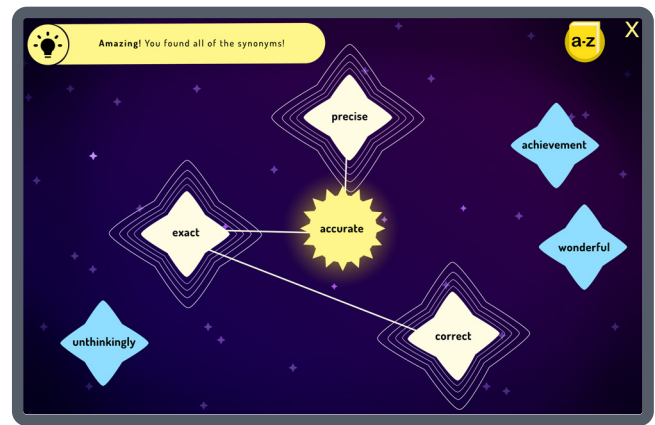 Amazing! You found all of the synonyms!
a-z
X
precise
achievement
exact
accurate
wonderful
unthinkingly
correct